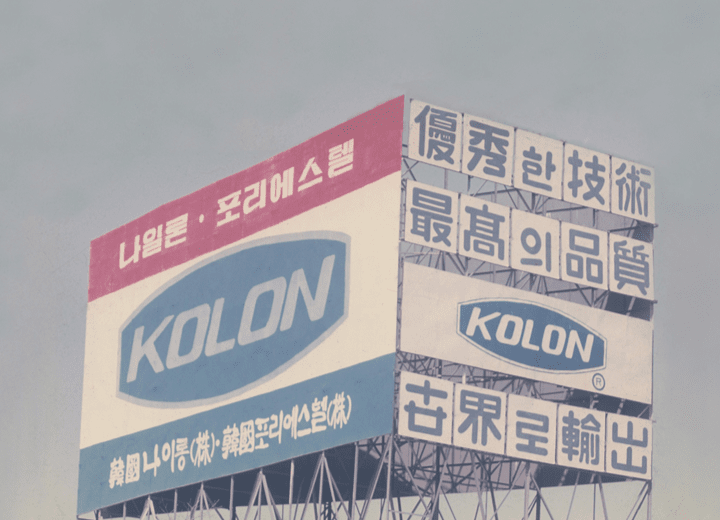 나일론 · 포리에스텔
KOLON
韓國나이롱(株)·韓國포리에스텔(株)
優秀한技術
最高의品質
KOLON
®
世界로輸出